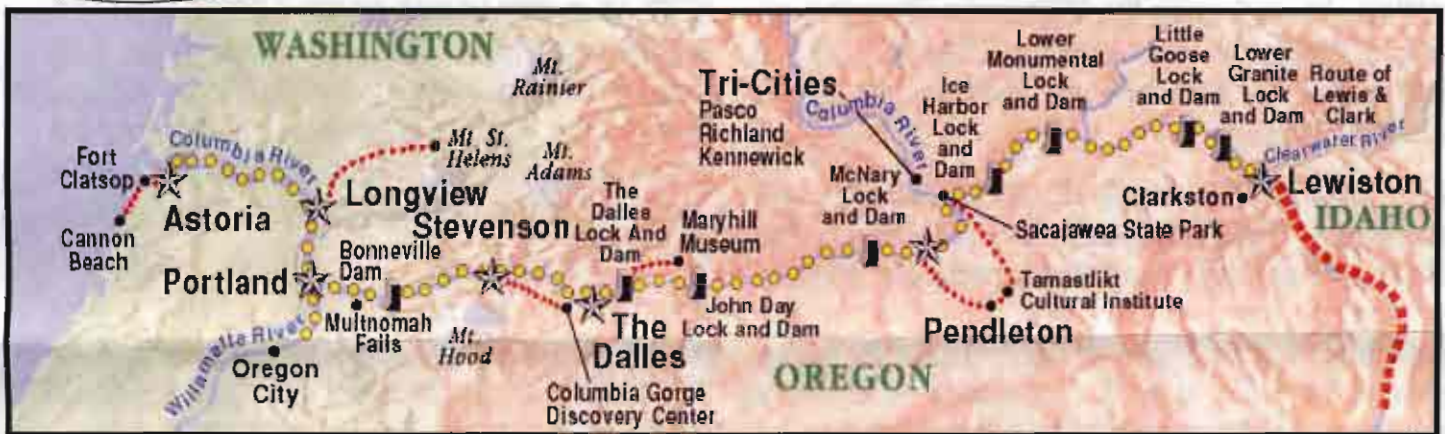 WASHINGTON
Mt.
Rainier
Tri-Cities
Pasco
Richland
Kennewick
Columbia River
Ice
Harbor
Lock
and
Dam
Lower
Monumental
Lock
and Dam
Little
Goose
Lock
and Dam
Lower
Granite
Lock
and Dam
Route of
Lewis &
Clark
Clearwater River
Fort
Clatsop
Columbia River
Mt. St.
Helens
Mt.
Adams
Astoria
Longview
Stevenson
The
Dalles
Lock And
Dam
Maryhill
Museum
McNary
Lock
and Dam
Clarkston
Lewiston
IDAHO
Sacajawea State Park
Cannon
Beach
Portland
Bonneville
Dam
Multnomah
Falls
Mt.
Hood
The
Dalles
John Day
Lock and Dam
Tamastlikt
Cultural Institute
Pendleton
Willamette River
Oregon
City
Columbia Gorge
Discovery Center
OREGON